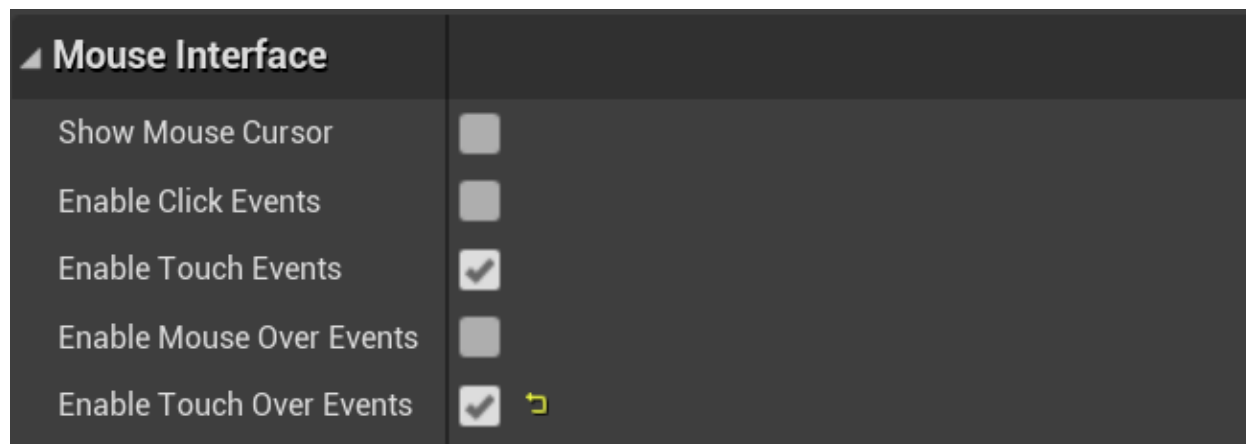 Mouse Interface
Show Mouse Cursor
Enable Click Events
Enable Touch Events
Enable Mouse Over Events
Enable Touch Over Events